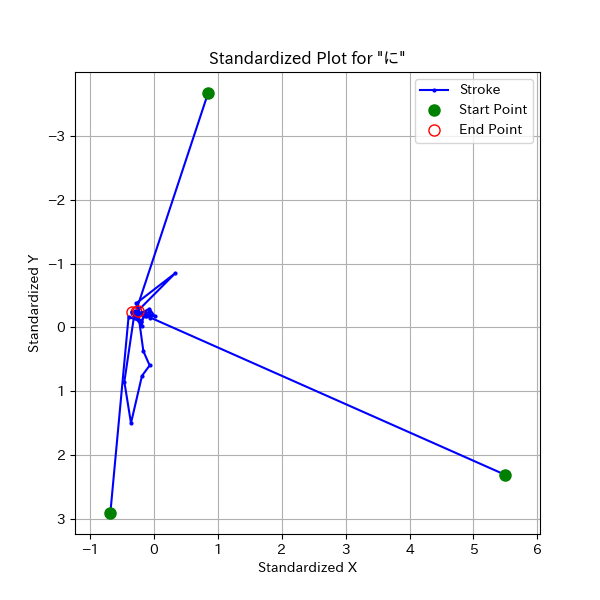 Standardized Plot for "に"
Stroke
Start Point
End Point
Standardized Y
−3
−2
−1
0
1
2
3
−1 0 1 2 3 4 5 6
Standardized X